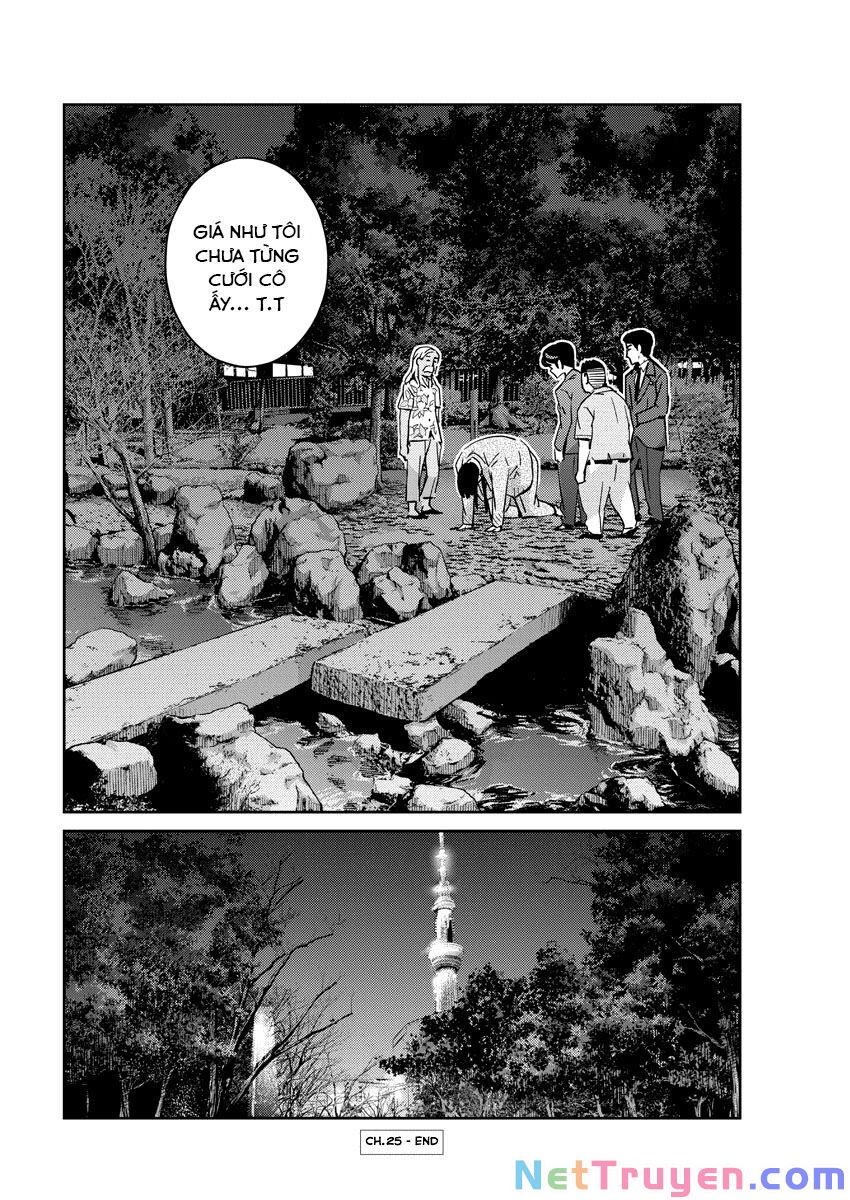 GIÁ NHƯ TÔI
CHƯA TỪNG
CƯỚI CÔ
ẤY... T.T
CH.25 - END
NETTRUYEN.COM